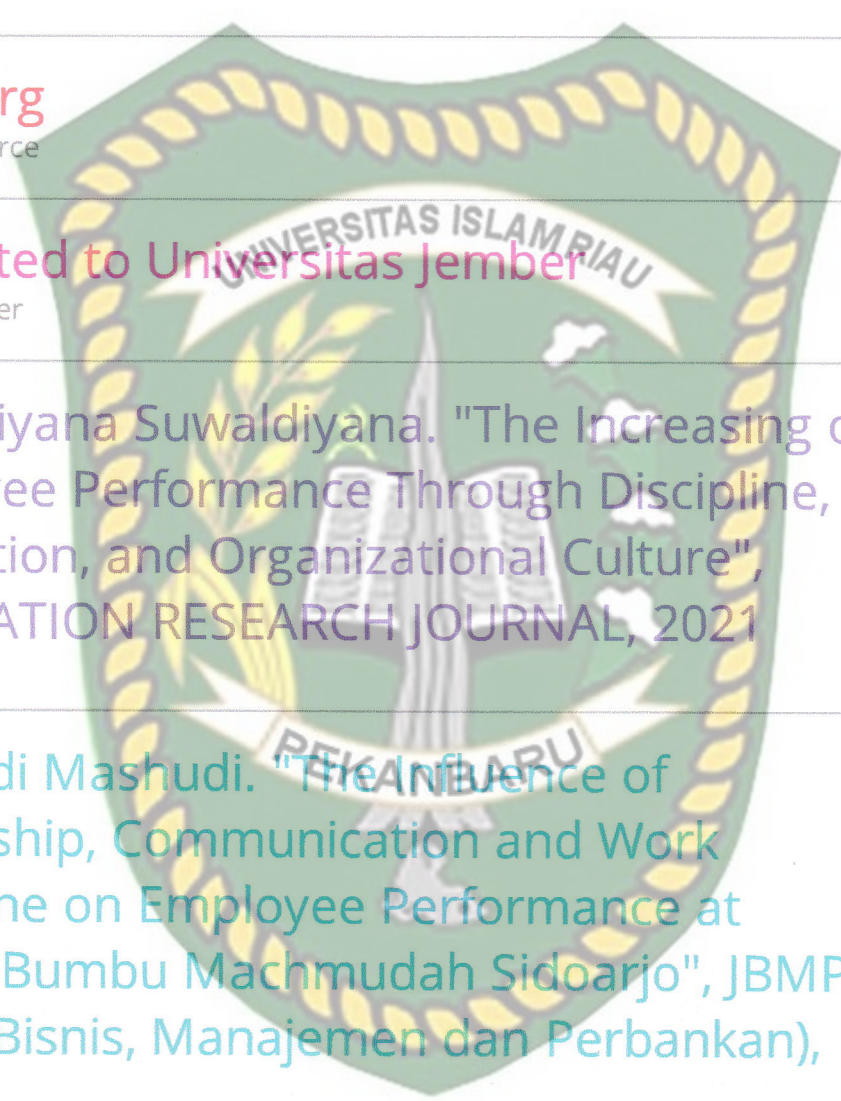 rg
rce
UNIVERSITAS ISLAM RIAU
ted to Universitas Jember
er
iyana Suwaldiyana. "The Increasing o
ee Performance Through Discipline,
tion, and Organizational Culture",
ATION RESEARCH JOURNAL, 2021
PEKANBARU
di Mashudi. "The Influence of
ship, Communication and Work
ne on Employee Performance at
Bumbu Machmudah Sidoarjo", JBMP
Bisnis, Manajemen dan Perbankan),